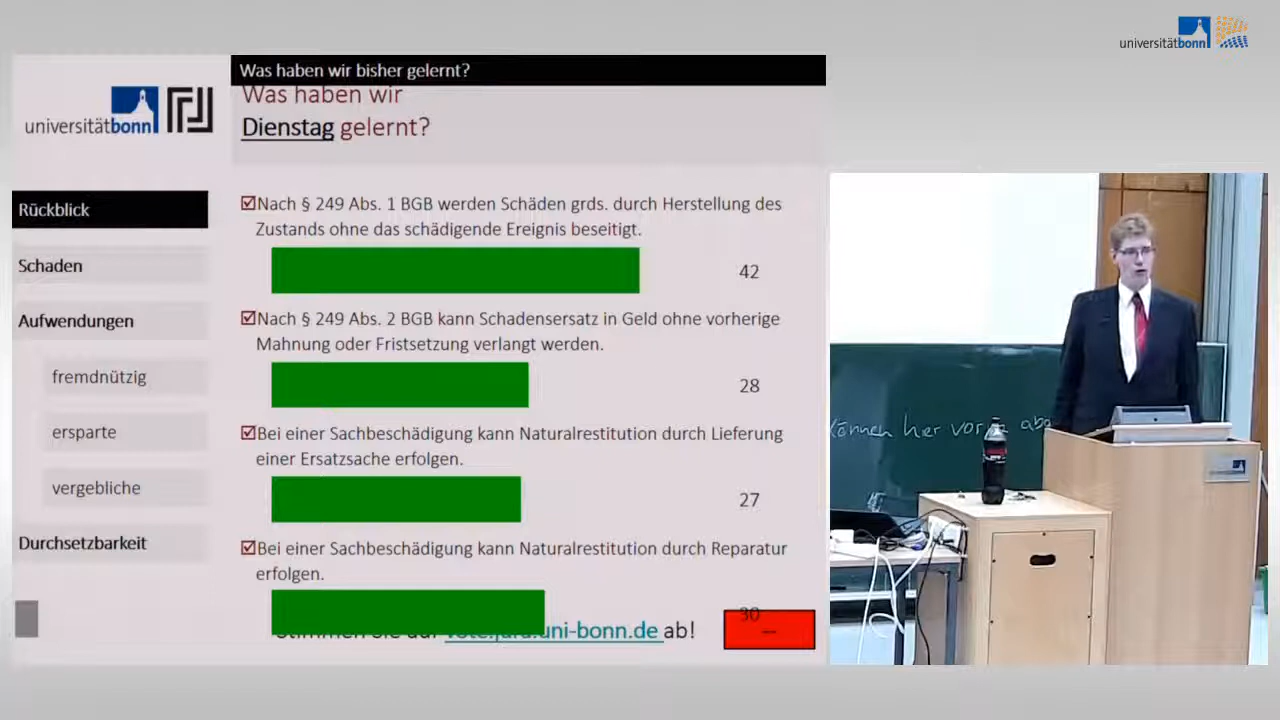 universitätbonn
Was haben wir bisher gelernt?
Was haben wir
Dienstag gelernt?
universitätbonn
Rückblick
Schaden
Aufwendungen
fremdnützig
ersparte
vergebliche
Durchsetzbarkeit
Nach § 249 Abs. 1 BGB werden Schäden grds. durch Herstellung des
Zustands ohne das schädigende Ereignis beseitigt.
42
Nach § 249 Abs. 2 BGB kann Schadensersatz in Geld ohne vorherige
Mahnung oder Fristsetzung verlangt werden.
28
Bei einer Sachbeschädigung kann Naturalrestitution durch Lieferung
einer Ersatzsache erfolgen.
27
Bei einer Sachbeschädigung kann Naturalrestitution durch Reparatur
erfolgen.
30
ab!
können hier vorn